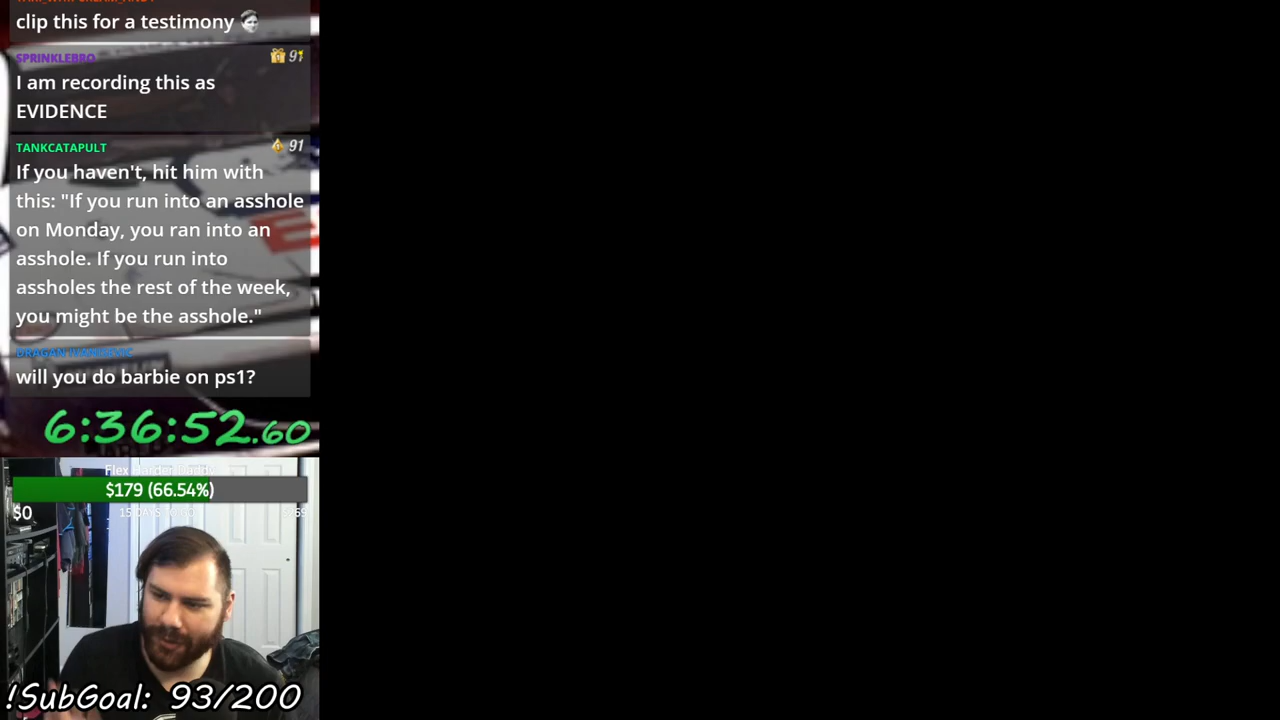 clip this for a testimony
SPRINKLEBRO
91
I am recording this as
EVIDENCE
TANKCATAPULT
91
If you haven't, hit him with
this: "If you run into an asshole
on Monday, you ran into an
asshole. If you run into
assholes the rest of the week,
you might be the asshole."
will you do barbie on ps1?
6:36:52.60
$179 (66.54%)
$0
!SubGoal: 93/200